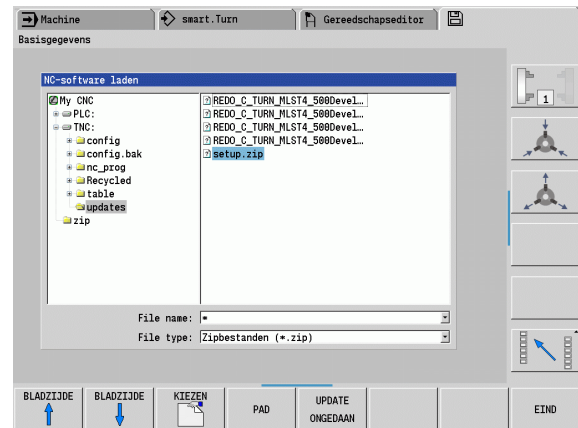 Machine
smart.Turn
Gereedschapseditor
Basisgegevens
NC-software laden
My CNC
PLC:
TNC:
config
config.bak
nc_prog
Recycled
table
updates
zip
REDO_C_TURN_MLST4_500Devel…
REDO_C_TURN_MLST4_500Devel…
REDO_C_TURN_MLST4_500Devel…
REDO_C_TURN_MLST4_500Devel…
setup.zip
File name: *
File type: Zipbestanden (*.zip)
1
BLADZIJDE
BLADZIJDE
KIEZEN
PAD
UPDATE
ONGEDAAN
EIND